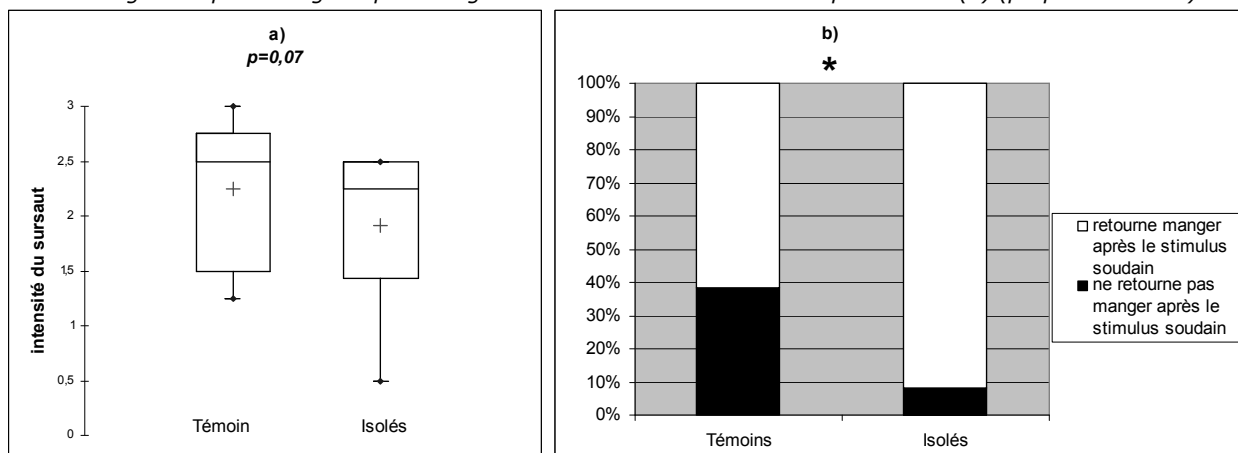 a)
p=0,07
intensité du sursaut
3
2,5
2
1,5
1
0,5
0
Témoin
Isolés
b)
*
100%
90%
80%
70%
60%
50%
40%
30%
20%
10%
0%
Témoins
Isolés
retourne manger
après le stimulus
soudain
ne retourne pas
manger après le
stimulus soudain